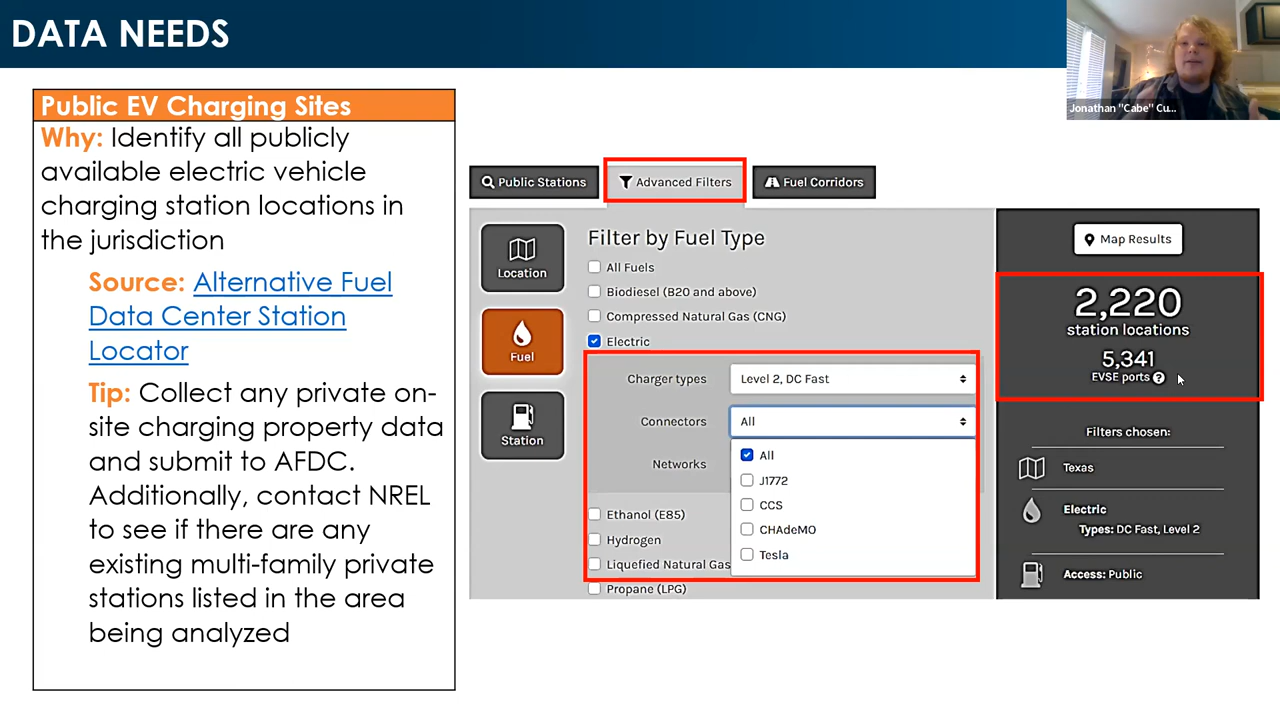 DATA NEEDS
Jonathan "Cabe" Cu...
Public EV Charging Sites
Why: Identify all publicly
available electric vehicle
charging station locations in
the jurisdiction
Source: Alternative Fuel
Data Center Station
Locator
Tip: Collect any private on-
site charging property data
and submit to AFDC.
Additionally, contact NREL
to see if there are any
existing multi-family private
stations listed in the area
being analyzed
Public Stations
Advanced Filters
Fuel Corridors
Location
Fuel
Station
Filter by Fuel Type
All Fuels
Biodiesel (B20 and above)
Compressed Natural Gas (CNG)
Electric
Charger types
Level 2, DC Fast
Connectors
All
Networks
All
J1772
CCS
CHAdeMO
Tesla
Ethanol (E85)
Hydrogen
Liquefied Natural Gas
Propane (LPG)
Map Results
2,220
station locations
5,341
EVSE ports ?
Filters chosen:
Texas
Electric
Types: DC Fast, Level 2
Access: Public